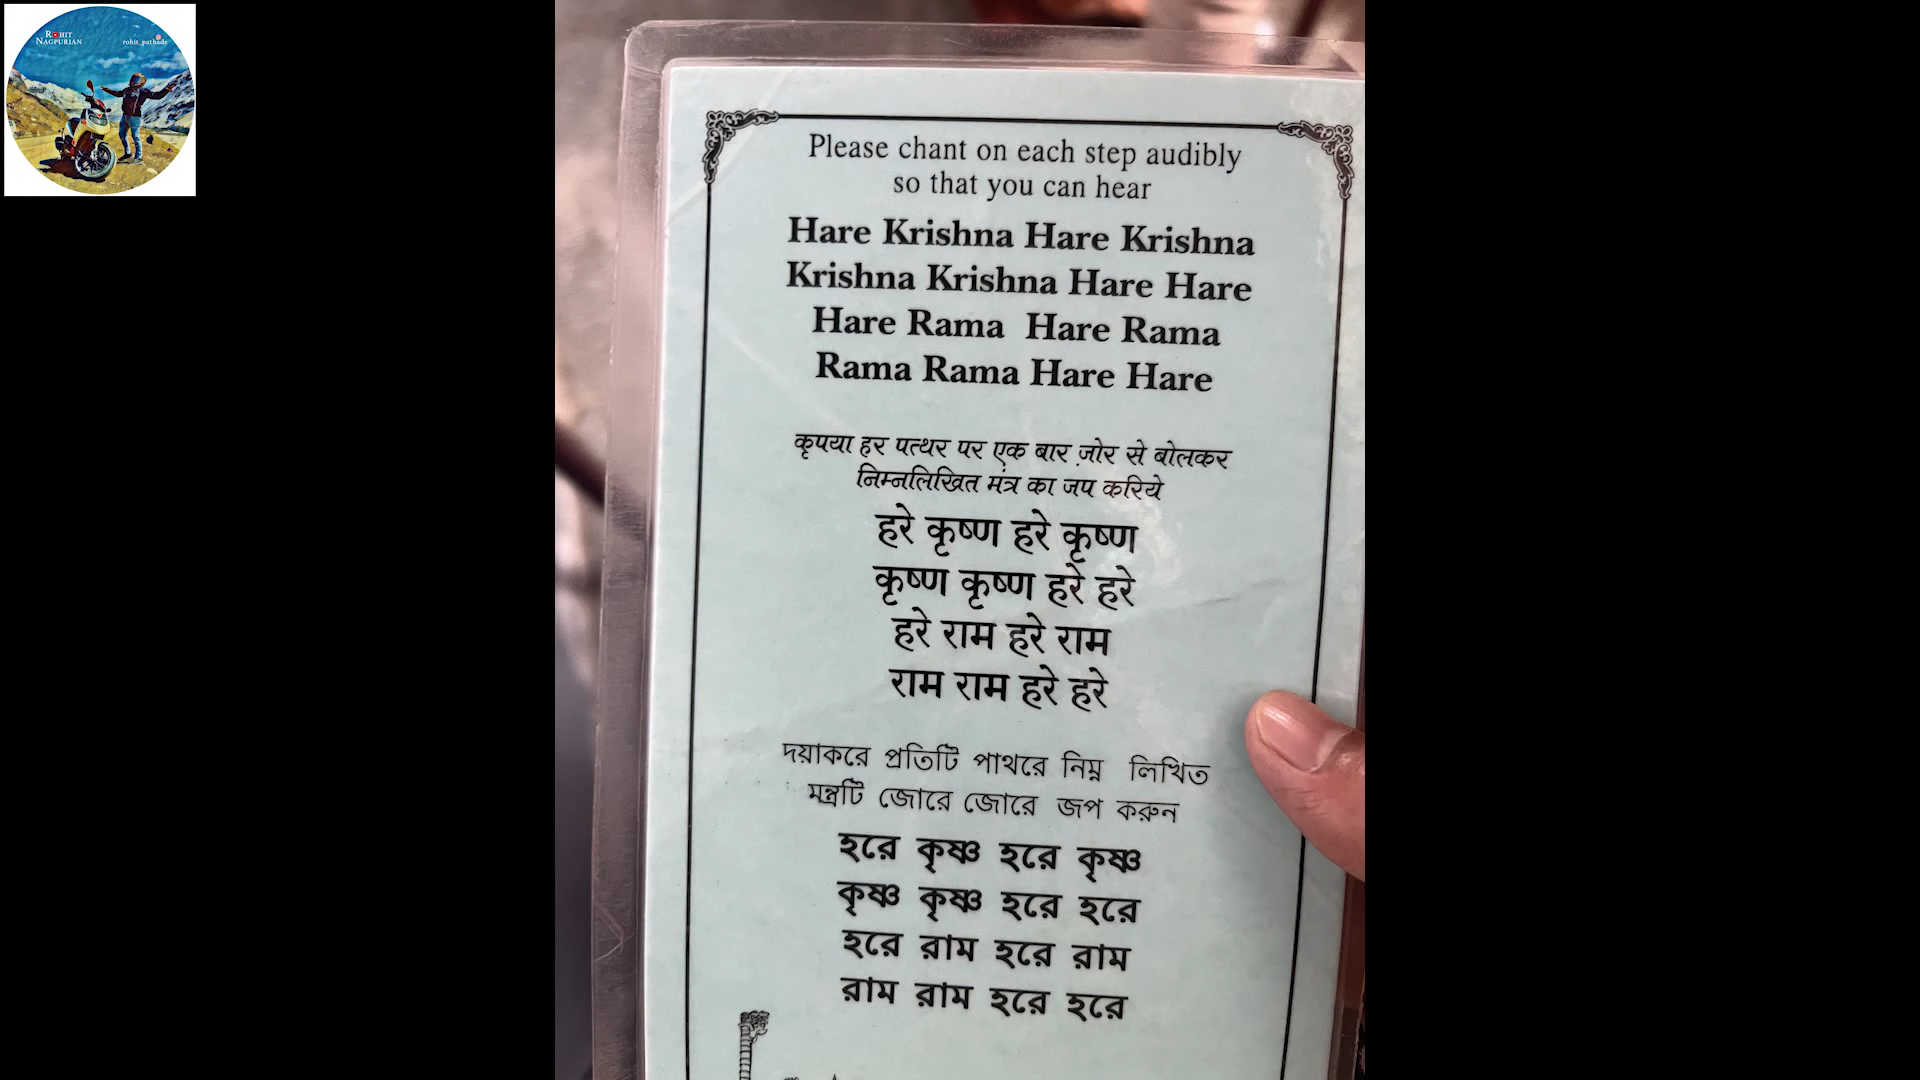 ROHIT
NAGPURIAN
rohit_pathade
Please chant on each step audibly
so that you can hear
Hare Krishna Hare Krishna
Krishna Krishna Hare Hare
Hare Rama Hare Rama
Rama Rama Hare Hare
कृपया हर पत्थर पर एक बार ज़ोर से बोलकर
निम्नलिखित मंत्र का जप करिये
हरे कृष्ण हरे कृष्ण
कृष्ण कृष्ण हरे हरे
हरे राम हरे राम
राम राम हरे हरे
দয়াকরে প্রতিটি পাথরে নিম্ন লিখিত
মন্ত্রটি জোরে জোরে জপ করুন
হরে কৃষ্ণ হরে কৃষ্ণ
কৃষ্ণ কৃষ্ণ হরে হরে
হরে রাম হরে রাম
রাম রাম হরে হরে